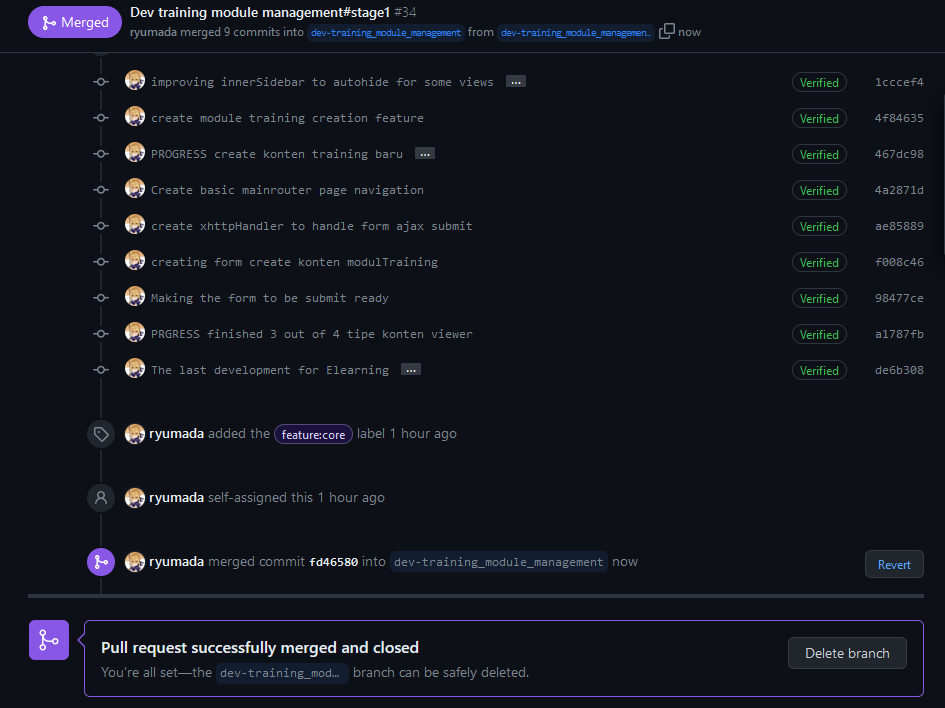 Merged
Dev training module management#stage1 #34
ryumada merged 9 commits into dev-training_module_management from dev-training_module_managemen… now
improving innerSidebar to autohide for some views … Verified 1cccef4
create module training creation feature Verified 4f84635
PROGRESS create konten training baru … Verified 467dc98
Create basic mainrouter page navigation Verified 4a2871d
create xhttpHandler to handle form ajax submit Verified ae85889
creating form create konten modulTraining Verified f008c46
Making the form to be submit ready Verified 98477ce
PRGRESS finished 3 out of 4 tipe konten viewer Verified a1787fb
The last development for Elearning … Verified de6b308
ryumada added the feature:core label 1 hour ago
ryumada self-assigned this 1 hour ago
ryumada merged commit fd46580 into dev-training_module_management now
Revert
Pull request successfully merged and closed
You're all set—the dev-training_mod… branch can be safely deleted.
Delete branch